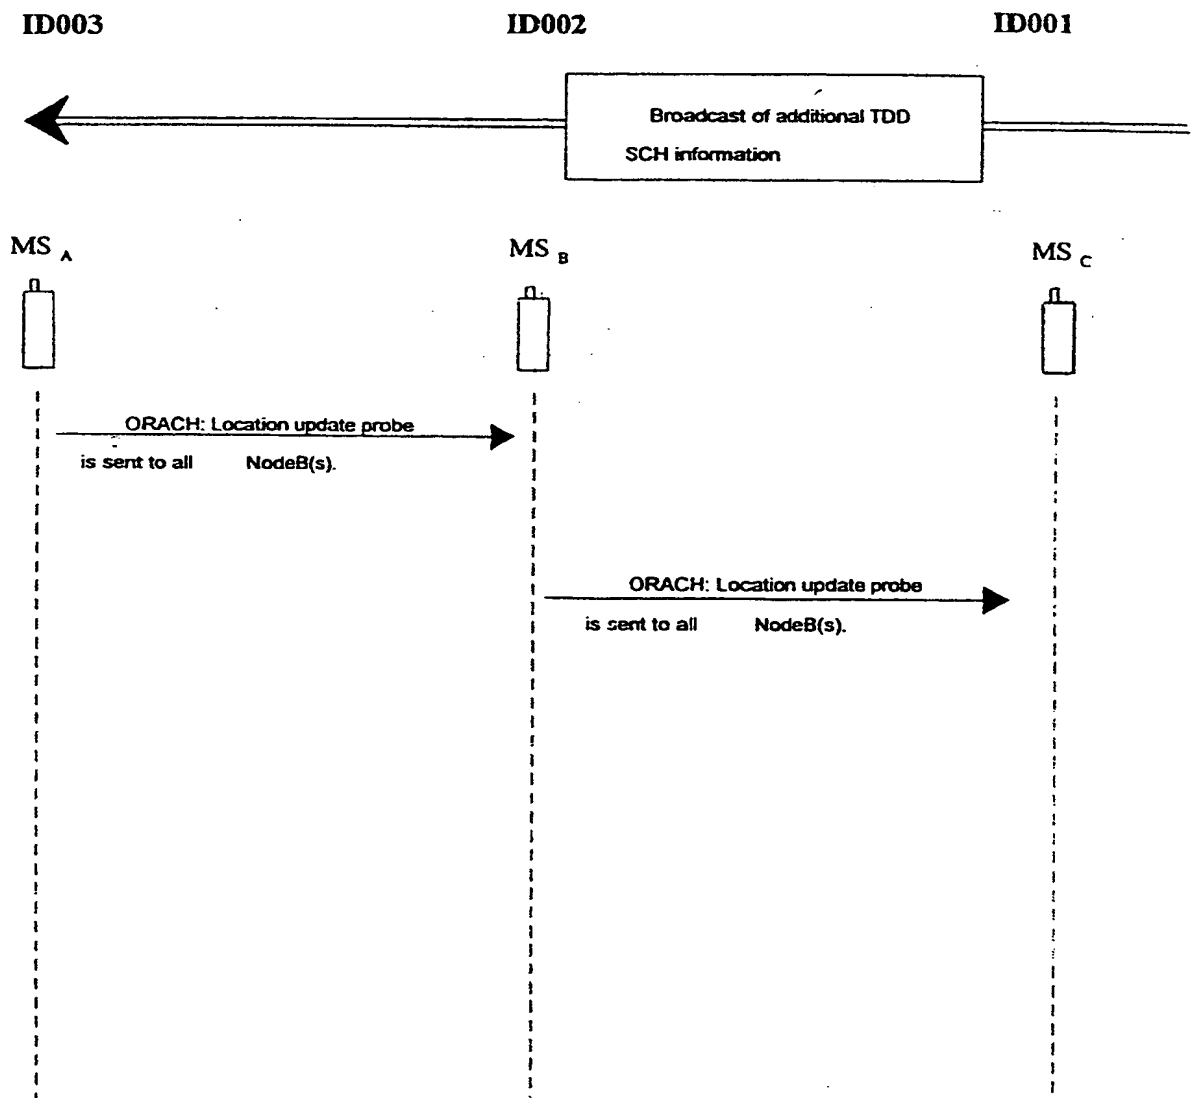 ID003 ID002 ID001
Broadcast of additional TDD
SCH information
MS A MS B MS C
ORACH: Location update probe
is sent to all NodeB(s).
ORACH: Location update probe
is sent to all NodeB(s).